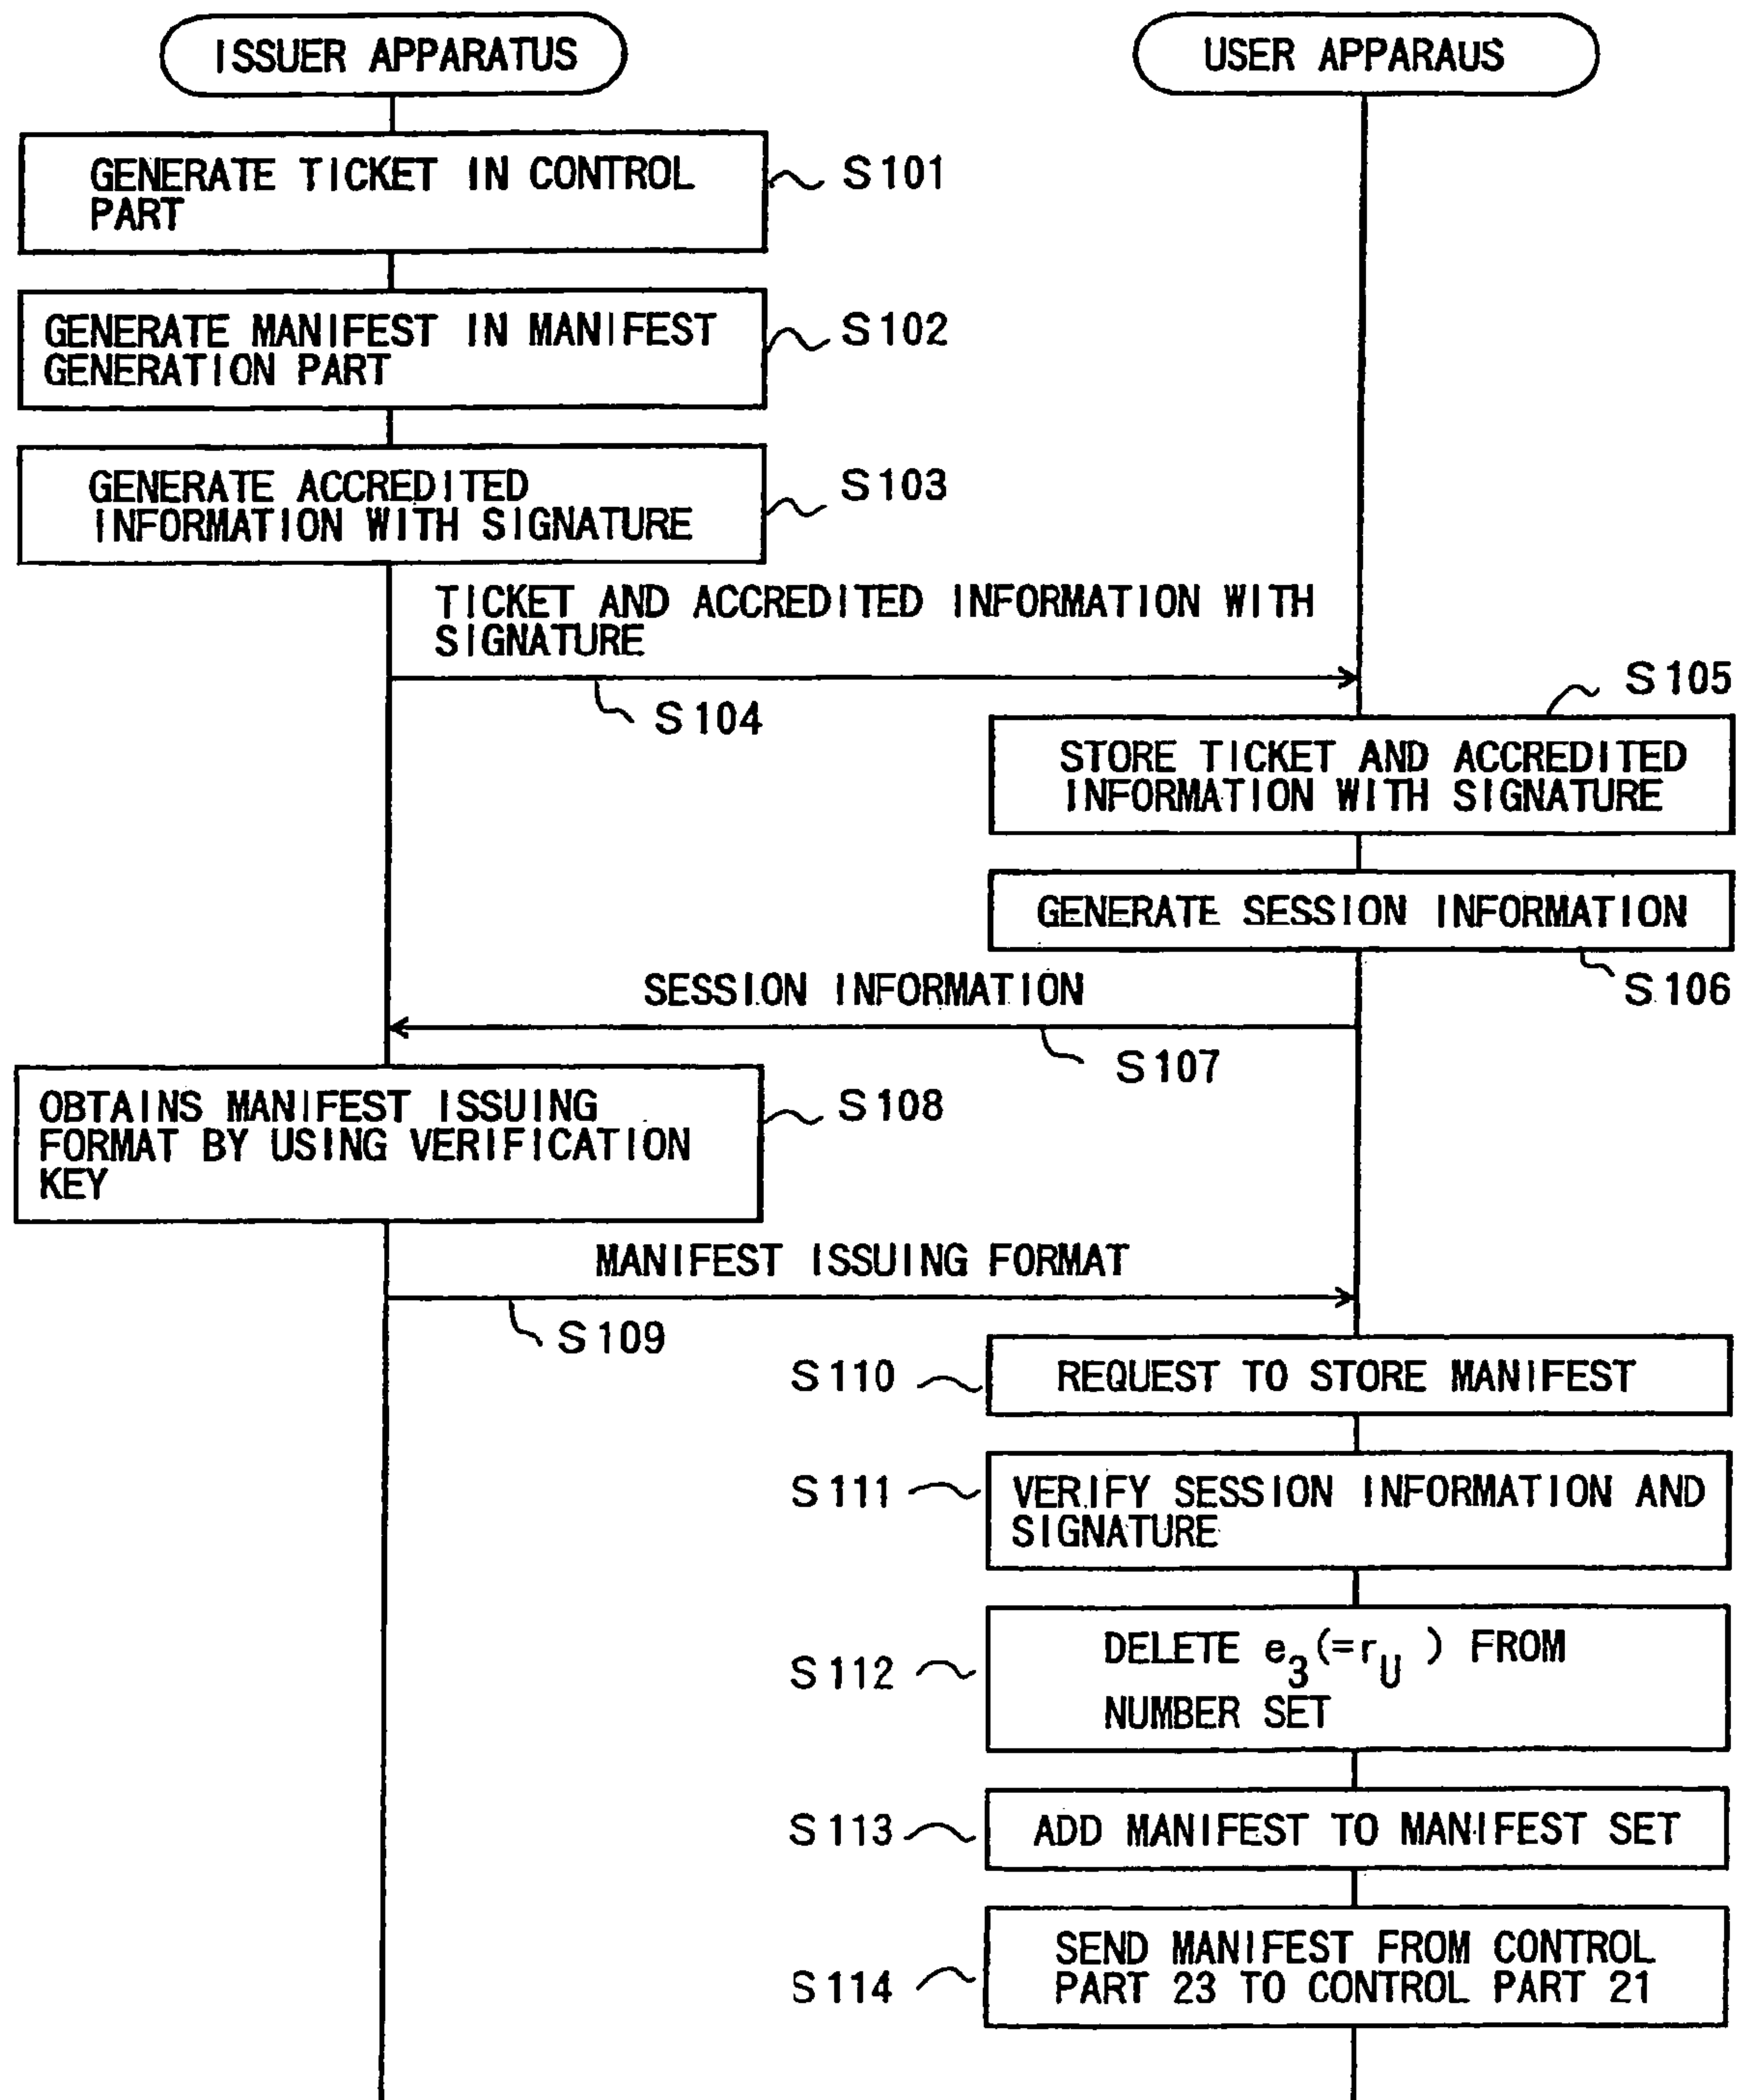 ISSUER APPARATUS
USER APPARAUS
GENERATE TICKET IN CONTROL
PART
S101
GENERATE MANIFEST IN MANIFEST
GENERATION PART
S102
GENERATE ACCREDITED
INFORMATION WITH SIGNATURE
S103
TICKET AND ACCREDITED INFORMATION WITH
SIGNATURE
S104
S105
STORE TICKET AND ACCREDITED
INFORMATION WITH SIGNATURE
GENERATE SESSION INFORMATION
S106
SESSION INFORMATION
S107
OBTAINS MANIFEST ISSUING
FORMAT BY USING VERIFICATION
KEY
S108
MANIFEST ISSUING FORMAT
S109
S110
REQUEST TO STORE MANIFEST
S111
VERIFY SESSION INFORMATION AND
SIGNATURE
S112
DELETE e3(=rU ) FROM
NUMBER SET
S113
ADD MANIFEST TO MANIFEST SET
S114
SEND MANIFEST FROM CONTROL
PART 23 TO CONTROL PART 21